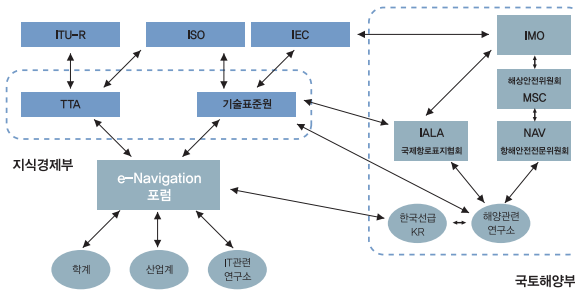 ITU-R
ISO
IEC
IMO
해상안전위원회
MSC
TTA
기술표준원
IALA
국제항로표지협회
NAV
항해안전전문위원회
지식경제부
e-Navigation
포럼
한국선급
KR
해양관련
연구소
학계
산업계
IT관련
연구소
국토해양부